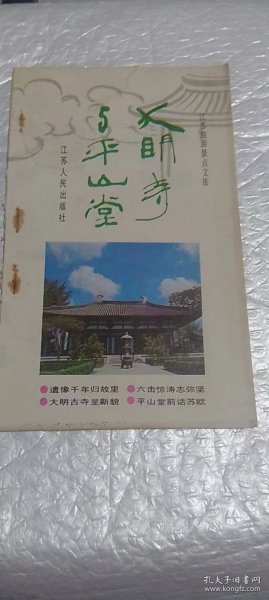 江苏旅游景点文库
大明寺
与平山堂
江苏人民出版社
遗像千年归故里
六击惊涛志弥坚
大明古寺呈新貌
平山堂前话苏欧
孔夫子旧书网